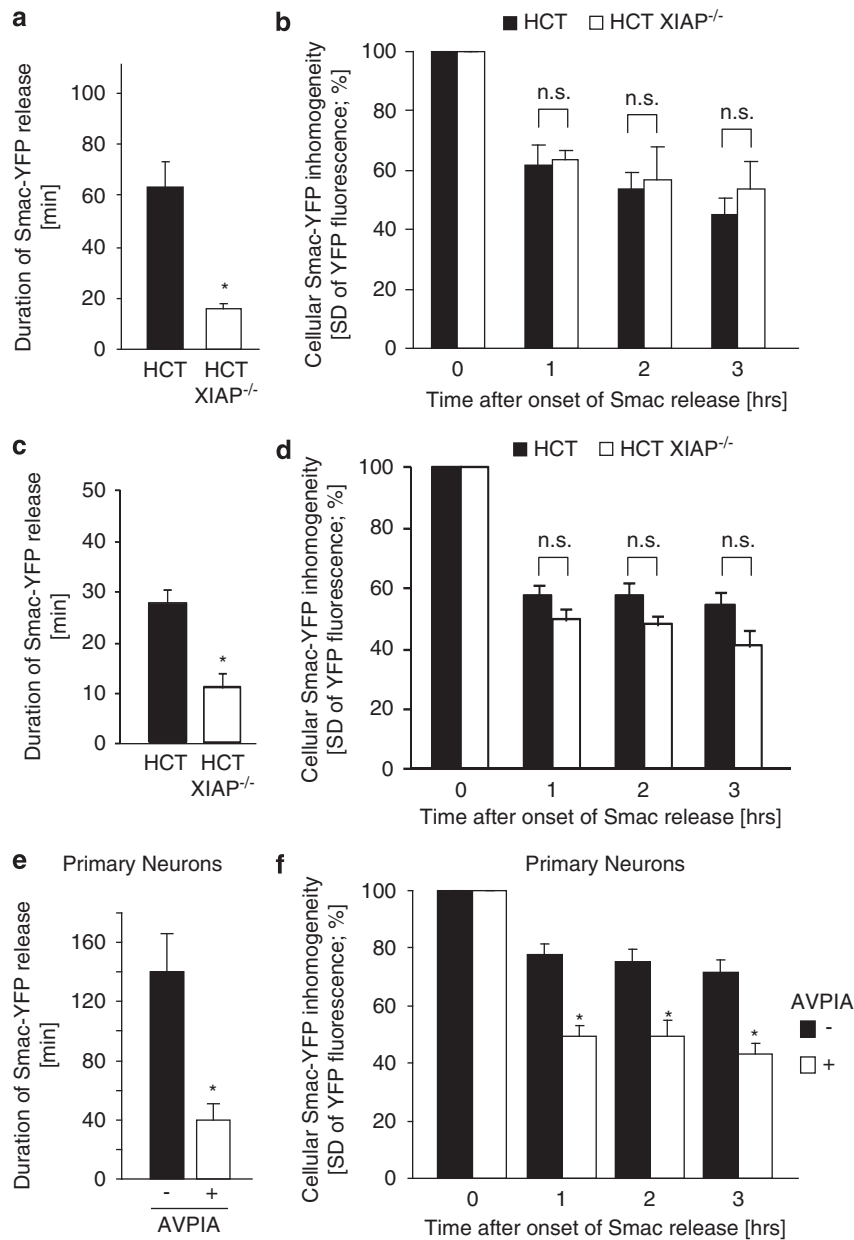 a
Duration of Smac-YFP release
[min]
100
80
60
40
20
0
*
HCT HCT
XIAP-/-
b
HCT HCT XIAP-/-
Cellular Smac-YFP inhomogeneity
[SD of YFP fluorescence; %]
100
80
60
40
20
0
n.s. n.s. n.s.
0 1 2 3
Time after onset of Smac release [hrs]
c
Duration of Smac-YFP release
[min]
50
40
30
20
10
0
*
HCT HCT
XIAP-/-
d
HCT HCT XIAP-/-
Cellular Smac-YFP inhomogeneity
[SD of YFP fluorescence; %]
100
80
60
40
20
0
n.s. n.s. n.s.
0 1 2 3
Time after onset of Smac release [hrs]
e
Primary Neurons
Duration of Smac-YFP release
[min]
160
120
80
40
0
*
- +
AVPIA
f
Primary Neurons
Cellular Smac-YFP inhomogeneity
[SD of YFP fluorescence; %]
100
80
60
40
20
0
* * *
AVPIA
-
+
0 1 2 3
Time after onset of Smac release [hrs]